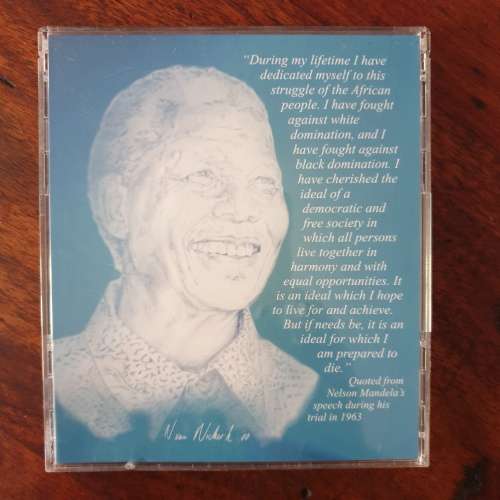 “During my lifetime I have
dedicated myself to this
struggle of the African
people. I have fought
against white
domination, and I
have fought against
black domination. I
have cherished the
ideal of a
democratic and
free society in
which all persons
live together in
harmony and with
equal opportunities. It
is an ideal which I hope
to live for and achieve.
But if needs be, it is an
ideal for which I
am prepared to
die.”
Quoted from
Nelson Mandela's
speech during his
trial in 1963